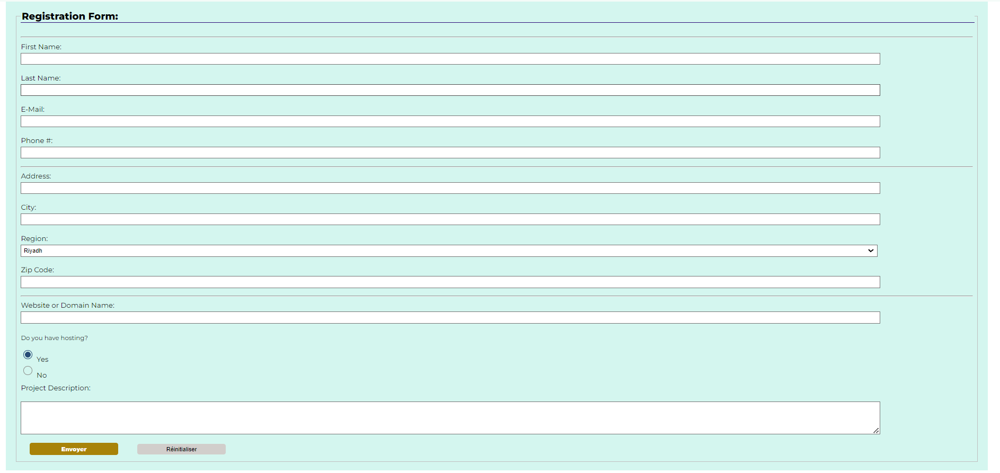 Registration Form:
First Name:
Last Name:
E-Mail:
Phone #:
Address:
City:
Region:
Riyadh
Zip Code:
Website or Domain Name:
Do you have hosting?
Yes
No
Project Description:
Envoyer Réinitialiser